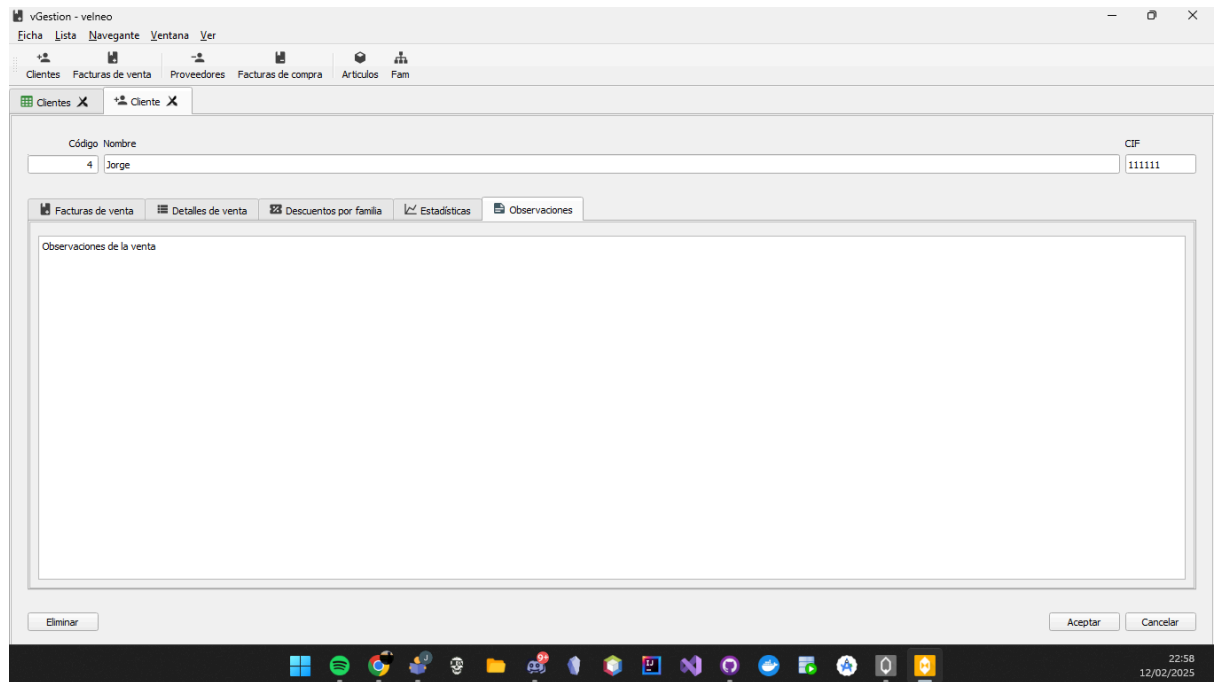 vGestion - velneo
Ficha Lista Navegante Ventana Ver
Clientes Facturas de venta Proveedores Facturas de compra Articulos Fam
Clientes Cliente
Código Nombre CIF
4 Jorge 111111
Facturas de venta Detalles de venta Descuentos por familia Estadísticas Observaciones
Observaciones de la venta
Eliminar Aceptar Cancelar
9+
22:58
12/02/2025